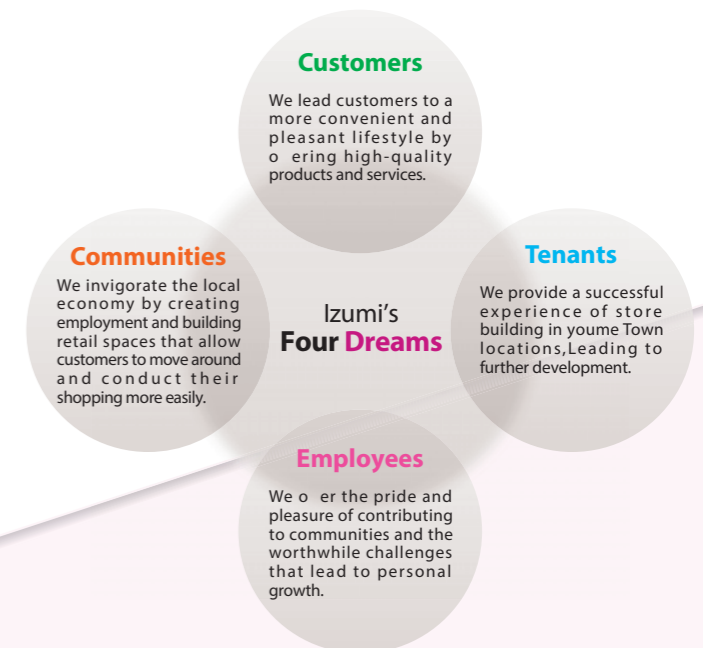 Customers
We lead customers to a
more convenient and
pleasant lifestyle by
o ering high-quality
products and services.
Communities
We invigorate the local
economy by creating
employment and building
retail spaces that allow
customers to move around
and conduct their
shopping more easily.
Izumi's
Four Dreams
Tenants
We provide a successful
experience of store
building in youme Town
locations,Leading to
further development.
Employees
We o er the pride and
pleasure of contributing
to communities and the
worthwhile challenges
that lead to personal
growth.